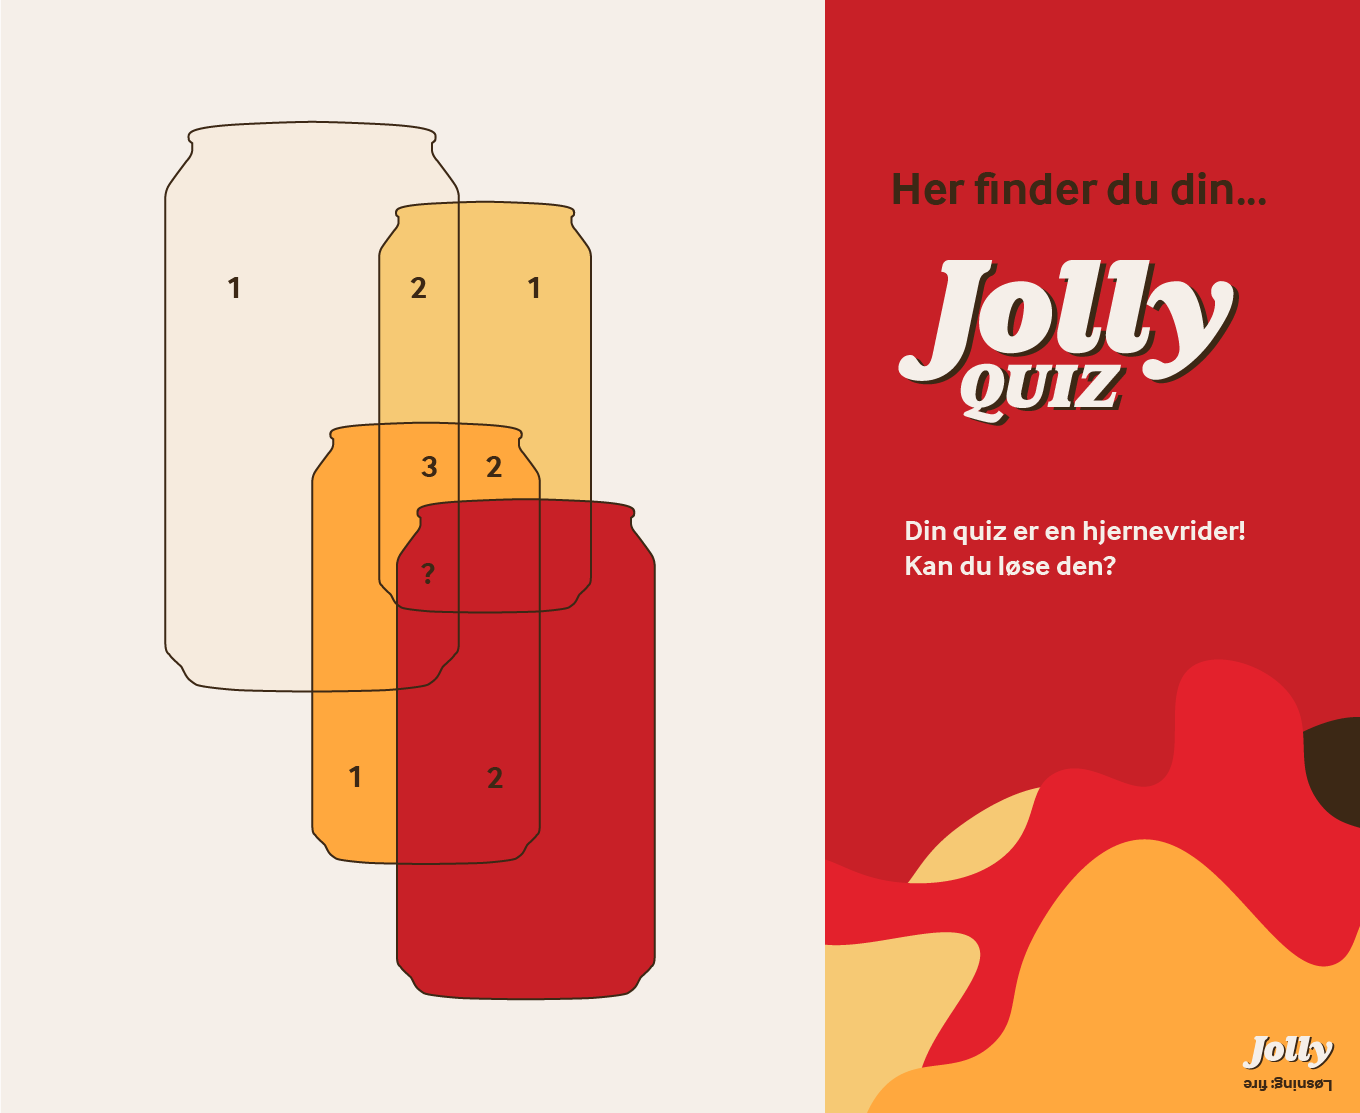 1
2
1
3
2
?
1
2
Her finder du din...
Jolly
QUIZ
Din quiz er en hjernevrider!
Kan du løse den?
Jolly
Løsning: fire